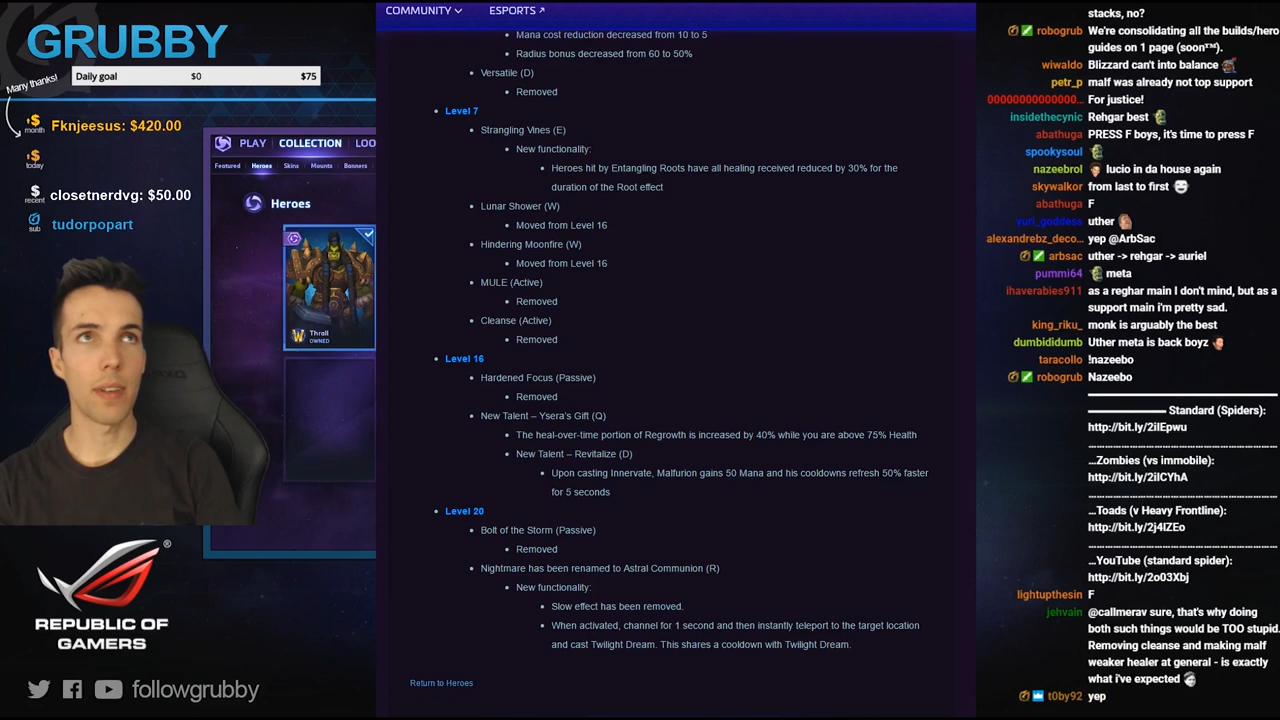 GRUBBY
Many thanks!
Daily goal $0 $75
$ month Fknjeesus: $420.00
$ today
$ recent closetnerdvg: $50.00
sub tudorpopart
PLAY COLLECTION LOO
Featured Heroes Skins Mounts Banners
Heroes
Thrall
OWNED
REPUBLIC OF
GAMERS
®
followgrubby
COMMUNITY ESPORTS
• Mana cost reduction decreased from 10 to 5
• Radius bonus decreased from 60 to 50%
• Versatile (D)
• Removed
• Level 7
• Strangling Vines (E)
• New functionality:
• Heroes hit by Entangling Roots have all healing received reduced by 30% for the
duration of the Root effect
• Lunar Shower (W)
• Moved from Level 16
• Hindering Moonfire (W)
• Moved from Level 16
• MULE (Active)
• Removed
• Cleanse (Active)
• Removed
• Level 16
• Hardened Focus (Passive)
• Removed
• New Talent – Ysera's Gift (Q)
• The heal-over-time portion of Regrowth is increased by 40% while you are above 75% Health
• New Talent – Revitalize (D)
• Upon casting Innervate, Malfurion gains 50 Mana and his cooldowns refresh 50% faster
for 5 seconds
• Level 20
• Bolt of the Storm (Passive)
• Removed
• Nightmare has been renamed to Astral Communion (R)
• New functionality:
• Slow effect has been removed.
• When activated, channel for 1 second and then instantly teleport to the target location
and cast Twilight Dream. This shares a cooldown with Twilight Dream.
Return to Heroes
stacks, no?
robogrub We're consolidating all the builds/hero
guides on 1 page (soon™).
wiwaldo Blizzard can't into balance
petr_p malf was already not top support
00000000000000... For justice!
insidethecynic Rehgar best
abathuga PRESS F boys, it's time to press F
spookysoul
nazeebrol lucio in da house again
skywalkor from last to first
abathuga F
yuri_goddess uther
alexandrebz_deco... yep @ArbSac
arbsac uther -> rehgar -> auriel
pummi64 meta
ihaverabies911 as a reghar main I don't mind, but as a
support main i'm pretty sad.
king_riku_ monk is arguably the best
dumbididumb Uther meta is back boyz
taracollo !nazeebo
robogrub Nazeebo
Standard (Spiders):
http://bit.ly/2ilEpwu
...Zombies (vs immobile):
http://bit.ly/2ilCYhA
...Toads (v Heavy Frontline):
http://bit.ly/2j4IZEo
...YouTube (standard spider):
http://bit.ly/2o03Xbj
lightupthesin F
jehvain @callmerav sure, that's why doing
both such things would be TOO stupid.
Removing cleanse and making malf
weaker healer at general - is exactly
what i've expected
t0by92 yep